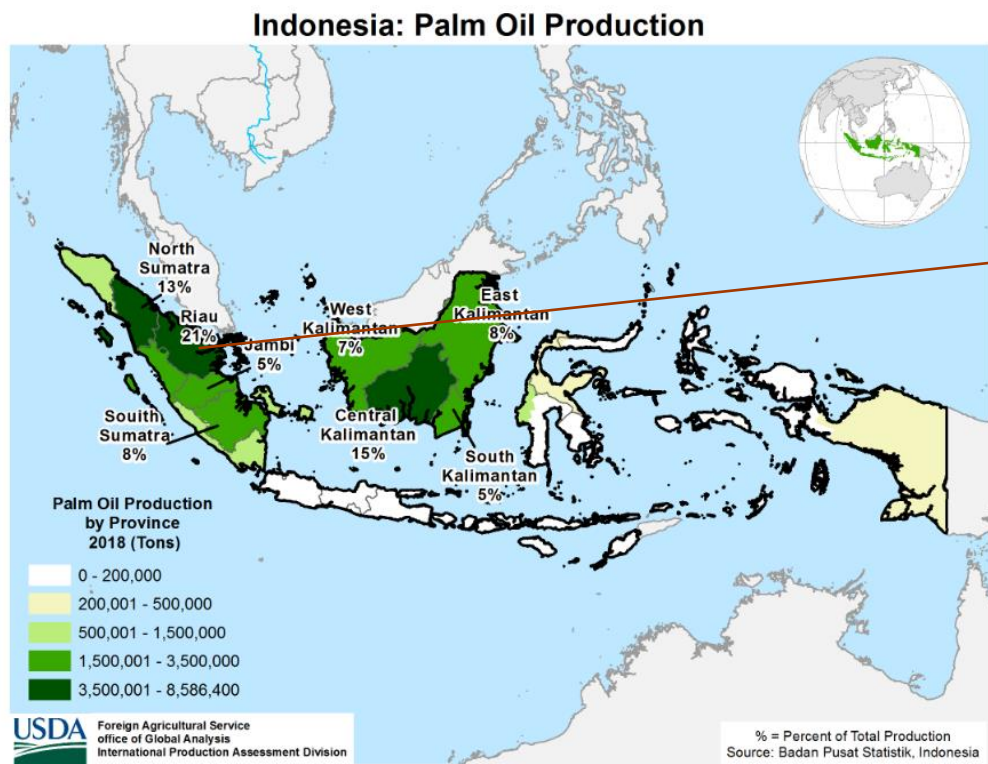 Indonesia: Palm Oil Production
North
Sumatra
13%
Riau
21%
Jambi
5%
West
Kalimantan
7%
East
Kalimantan
8%
South
Sumatra
8%
Central
Kalimantan
15%
South
Kalimantan
5%
Palm Oil Production
by Province
2018 (Tons)
0 - 200,000
200,001 - 500,000
500,001 - 1,500,000
1,500,001 - 3,500,000
3,500,001 - 8,586,400
USDA
Foreign Agricultural Service
office of Global Analysis
International Production Assessment Division
% = Percent of Total Production
Source: Badan Pusat Statistik, Indonesia